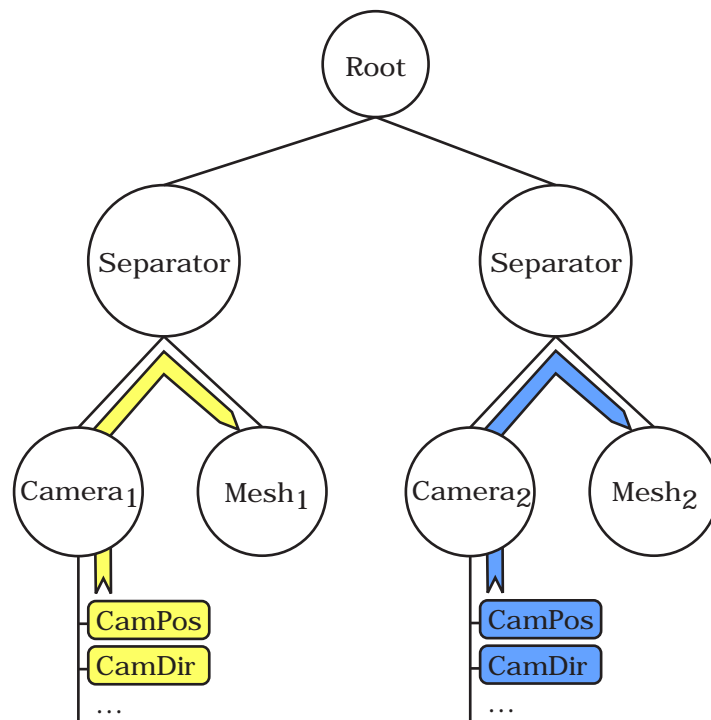 Root
Separator
Separator
Camera1
Mesh1
Camera2
Mesh2
CamPos
CamPos
CamDir
CamDir
...
...